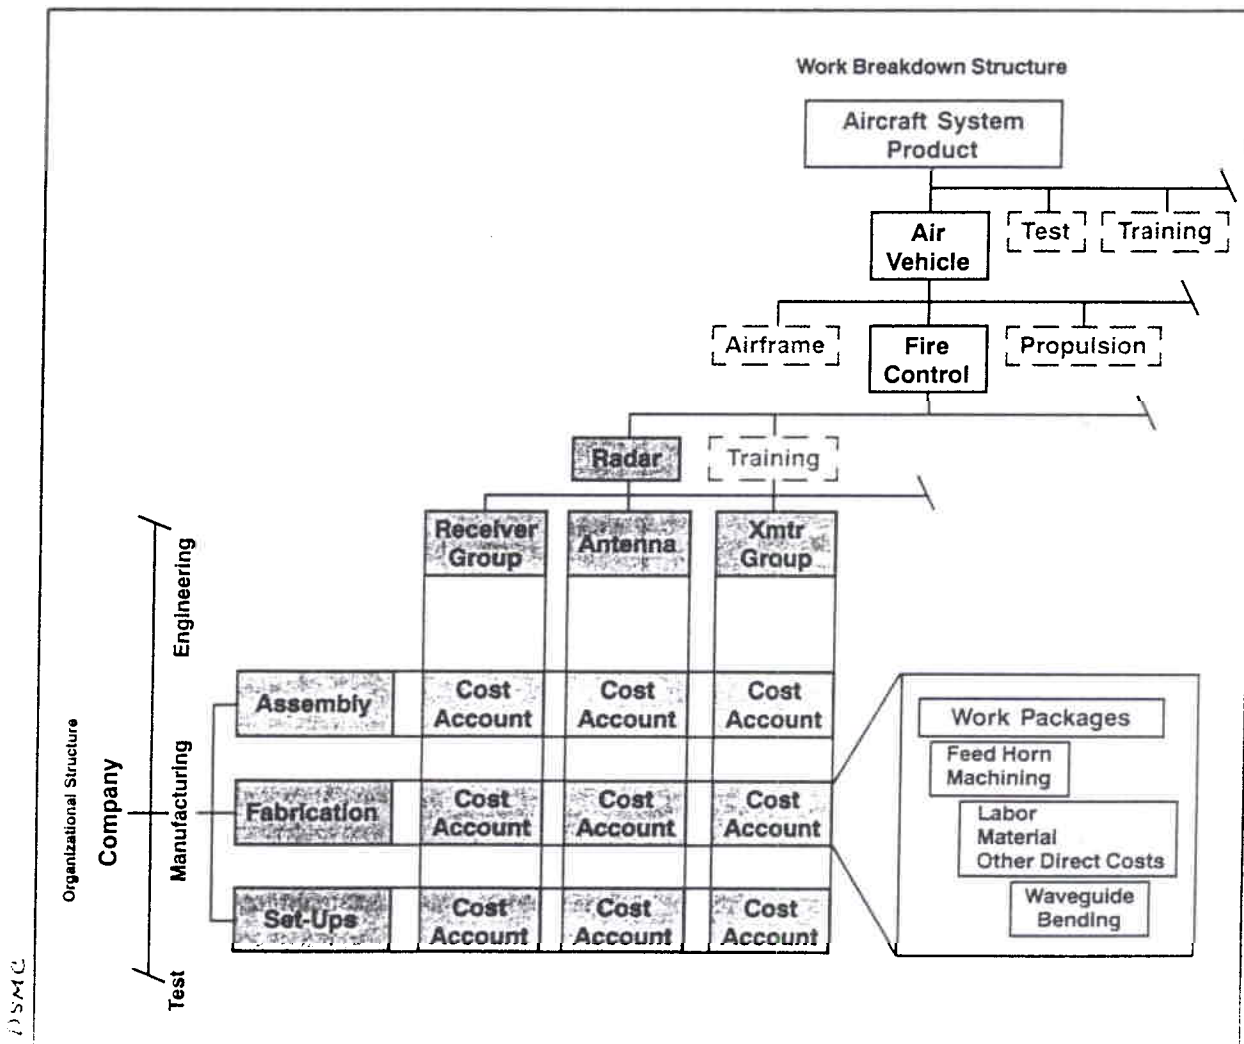 Work Breakdown Structure
Aircraft System
Product
Air
Vehicle
Test
Training
Airframe
Fire
Control
Propulsion
Radar
Training
Receiver
Group
Antenna
Xmtr
Group
Organizational Structure
Company
Engineering
Manufacturing
Test
Assembly
Cost
Account
Cost
Account
Cost
Account
Fabrication
Cost
Account
Cost
Account
Cost
Account
Set-Ups
Cost
Account
Cost
Account
Cost
Account
Work Packages
Feed Horn
Machining
Labor
Material
Other Direct Costs
Waveguide
Bending
DSMC